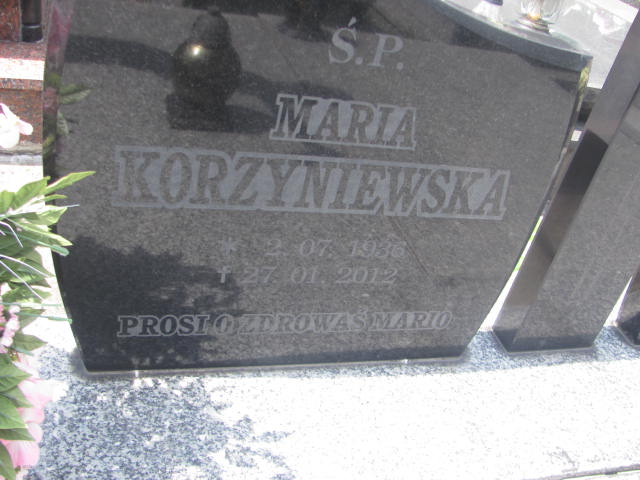 Ś.P.
MARIA
KORZYNIEWSKA
* 2. 07. 1936
† 27. 01. 2012
PROSI O ZDROWAŚ MARIO